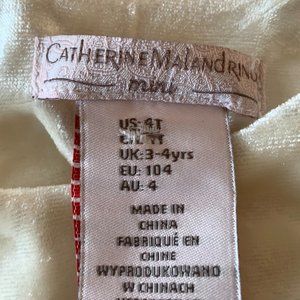 CATHERINE MALANDRINO
mini
US: 4T
UK: 3-4yrs
EU: 104
AU: 4
MADE IN
CHINA
FABRIQUÉ EN
CHINE
WYPRODUKOWANO
W CHINACH